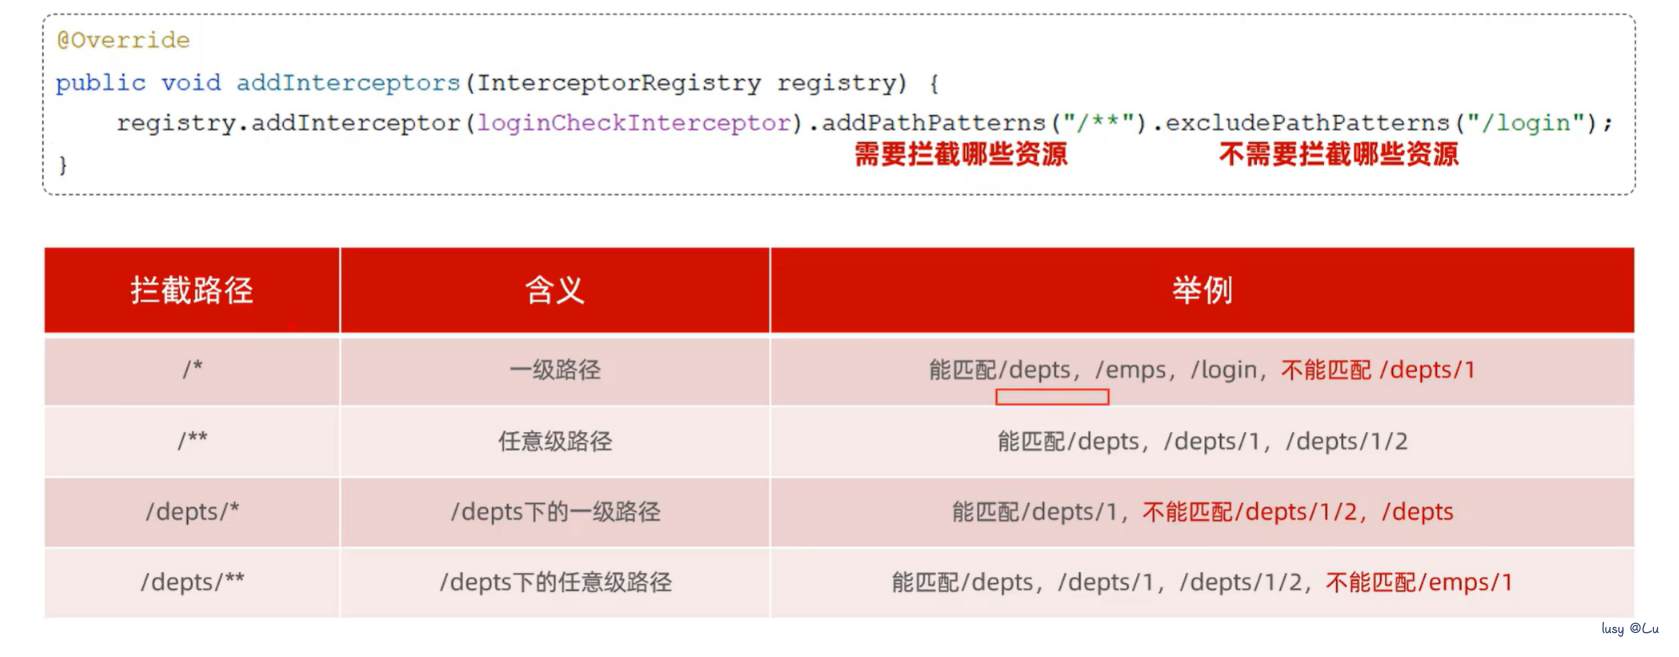 @Override
public void addInterceptors(InterceptorRegistry registry) {
registry.addInterceptor(loginCheckInterceptor).addPathPatterns("/**").excludePathPatterns("/login");
需要拦截哪些资源 不需要拦截哪些资源
}
拦截路径 含义 举例
/* 一级路径 能匹配/depts，/emps，/login，不能匹配 /depts/1
/** 任意级路径 能匹配/depts，/depts/1，/depts/1/2
/depts/* /depts下的一级路径 能匹配/depts/1，不能匹配/depts/1/2，/depts
/depts/** /depts下的任意级路径 能匹配/depts，/depts/1，/depts/1/2，不能匹配/emps/1
lusy @Lu